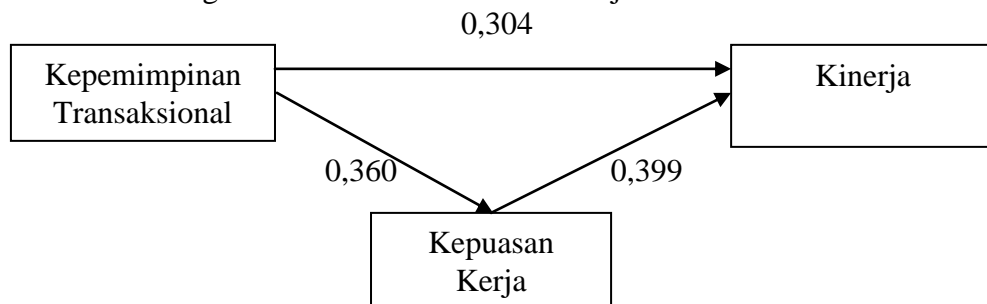 0,304
Kepemimpinan
Transaksional
Kinerja
0,360
0,399
Kepuasan
Kerja